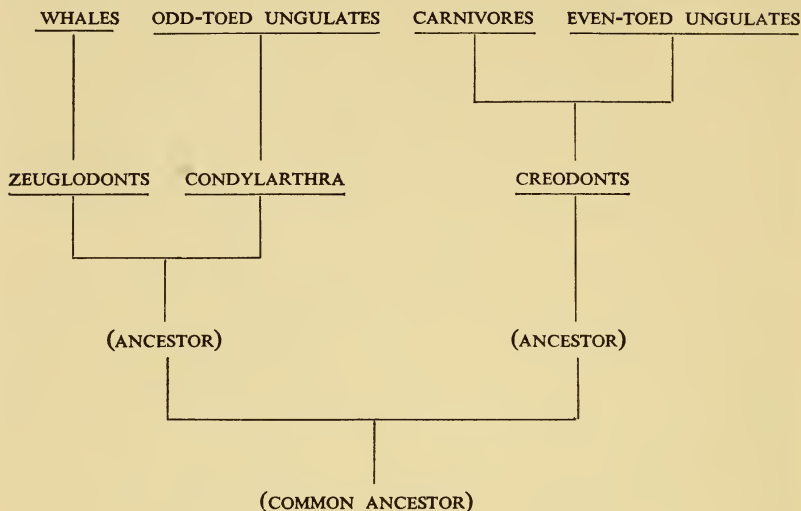 WHALES ODD-TOED UNGULATES CARNIVORES EVEN-TOED UNGULATES
ZEUGLODONTS CONDYLARTHRA CREODONTS
(ANCESTOR) (ANCESTOR)
(COMMON ANCESTOR)